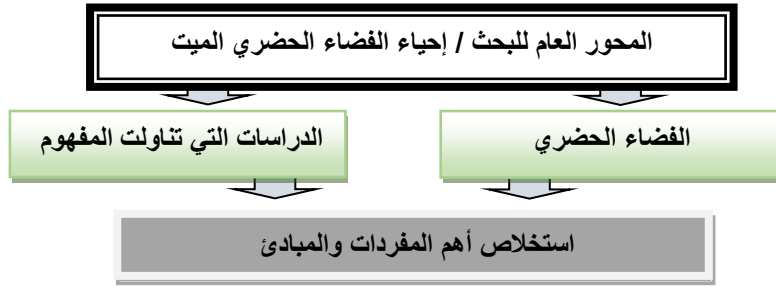 المحور العام للبحث / إحياء الفضاء الحضري الميت
الفضاء الحضري
الدراسات التي تناولت المفهوم
استخلاص أهم المفردات والمبادئ